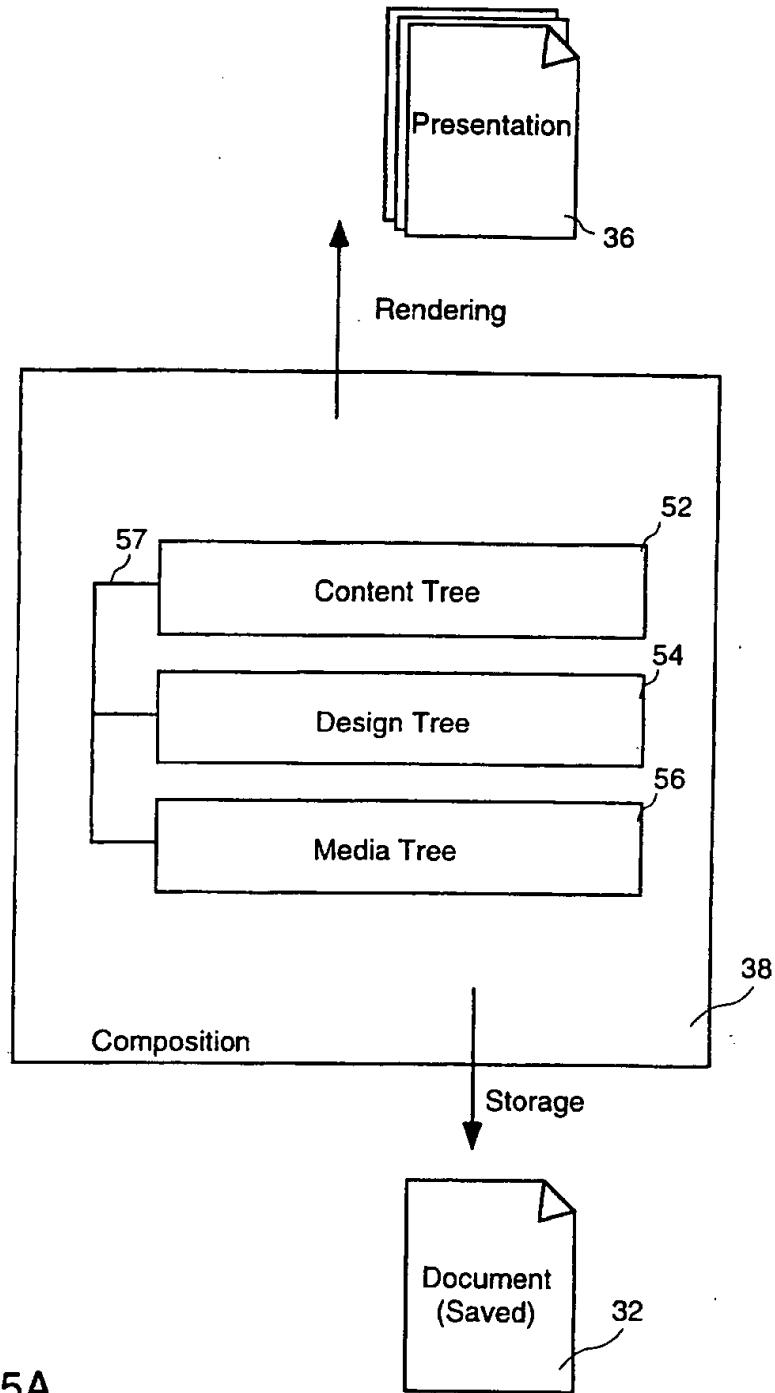 Presentation
36
Rendering
52
57
Content Tree
54
Design Tree
56
Media Tree
38
Composition
Storage
Document
(Saved)
32
5A